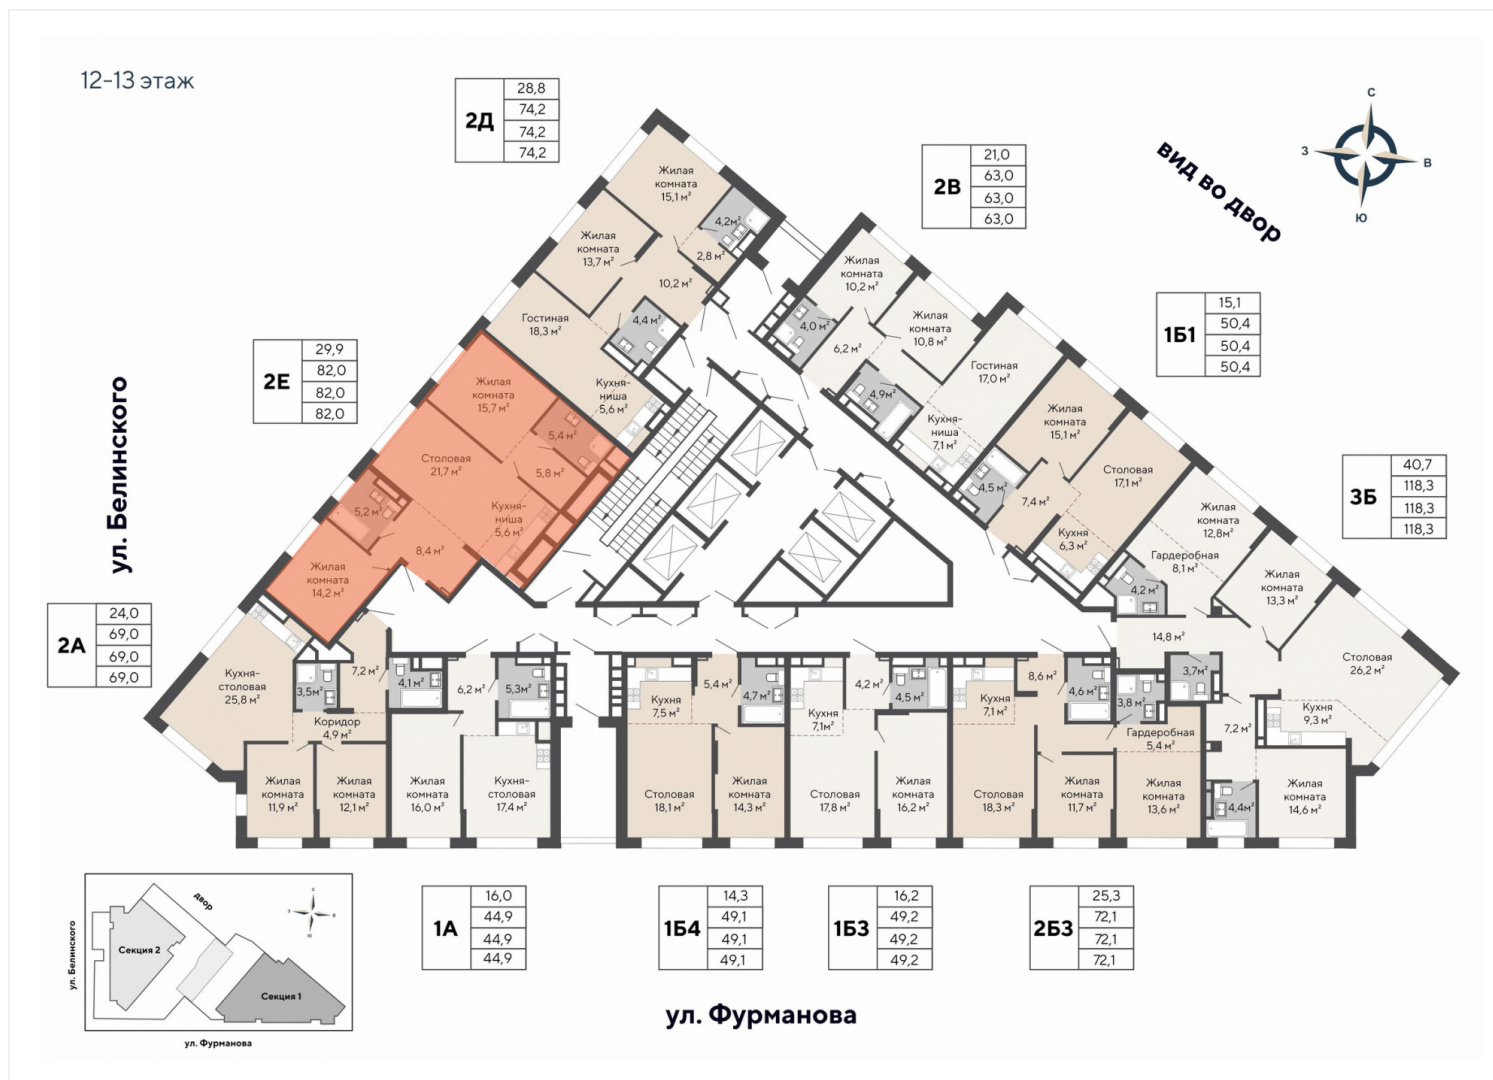 12-13 этаж
2Д
28,8
74,2
74,2
74,2
2В
21,0
63,0
63,0
63,0
С
З
В
Ю
вид во двор
1Б1
15,1
50,4
50,4
50,4
2Е
29,9
82,0
82,0
82,0
3Б
40,7
118,3
118,3
118,3
2А
24,0
69,0
69,0
69,0
ул. Белинского
Жилая
комната
15,1 м²
4,2м²
2,8 м²
Жилая
комната
13,7 м²
10,2 м²
Гостиная
18,3 м²
4,4 м²
Кухня-
ниша
5,6 м²
Жилая
комната
15,7 м²
5,4 м²
5,8 м²
Столовая
21,7 м²
Кухня-
ниша
5,6 м²
5,2 м²
8,4 м²
Жилая
комната
14,2 м²
Жилая
комната
10,2 м²
4,0 м²
6,2 м²
Жилая
комната
10,8 м²
4,9м²
Гостиная
17,0 м²
Кухня-
ниша
7,1 м²
Жилая
комната
15,1 м²
4,5 м²
7,4 м²
Столовая
17,1 м²
Кухня
6,3 м²
Жилая
комната
12,8м²
Гардеробная
8,1 м²
4,2 м²
Жилая
комната
13,3 м²
14,8 м²
3,7м²
Столовая
26,2 м²
Кухня
9,3 м²
7,2 м²
3,8 м²
Гардеробная
5,4 м²
4,4м²
Жилая
комната
14,6 м²
Жилая
комната
13,6 м²
Кухня-
столовая
25,8 м²
3,5м²
7,2 м²
Коридор
4,9 м²
4,1 м²
Жилая
комната
11,9 м²
Жилая
комната
12,1 м²
6,2 м²
5,3м²
Жилая
комната
16,0 м²
Кухня-
столовая
17,4 м²
Кухня
7,5 м²
5,4 м²
4,7 м²
Столовая
18,1 м²
Жилая
комната
14,3 м²
Кухня
7,1м²
4,2 м²
4,5 м²
Столовая
17,8 м²
Жилая
комната
16,2 м²
Кухня
7,1 м²
8,6 м²
4,6 м²
Столовая
18,3 м²
Жилая
комната
11,7 м²
1А
16,0
44,9
44,9
44,9
1Б4
14,3
49,1
49,1
49,1
1Б3
16,2
49,2
49,2
49,2
2Б3
25,3
72,1
72,1
72,1
ул. Фурманова
двор
С
З
В
Ю
Секция 2
Секция 1
ул. Белинского
ул. Фурманова